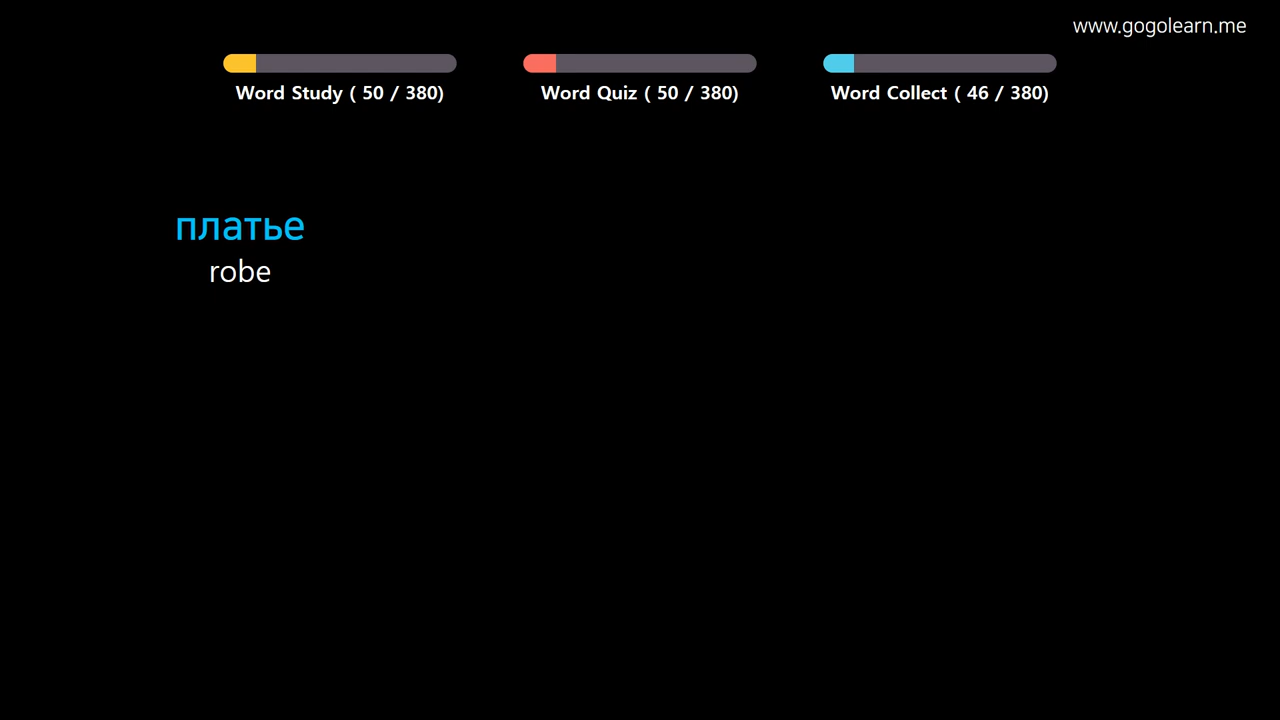 www.gogolearn.me
Word Study ( 50 / 380)
Word Quiz ( 50 / 380)
Word Collect ( 46 / 380)
платье
robe